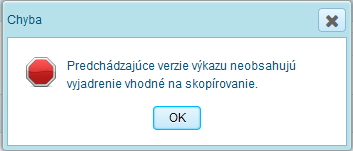 Chyba
Predchádzajúce verzie výkazu neobsahujú
vyjadrenie vhodné na skopírovanie.
OK